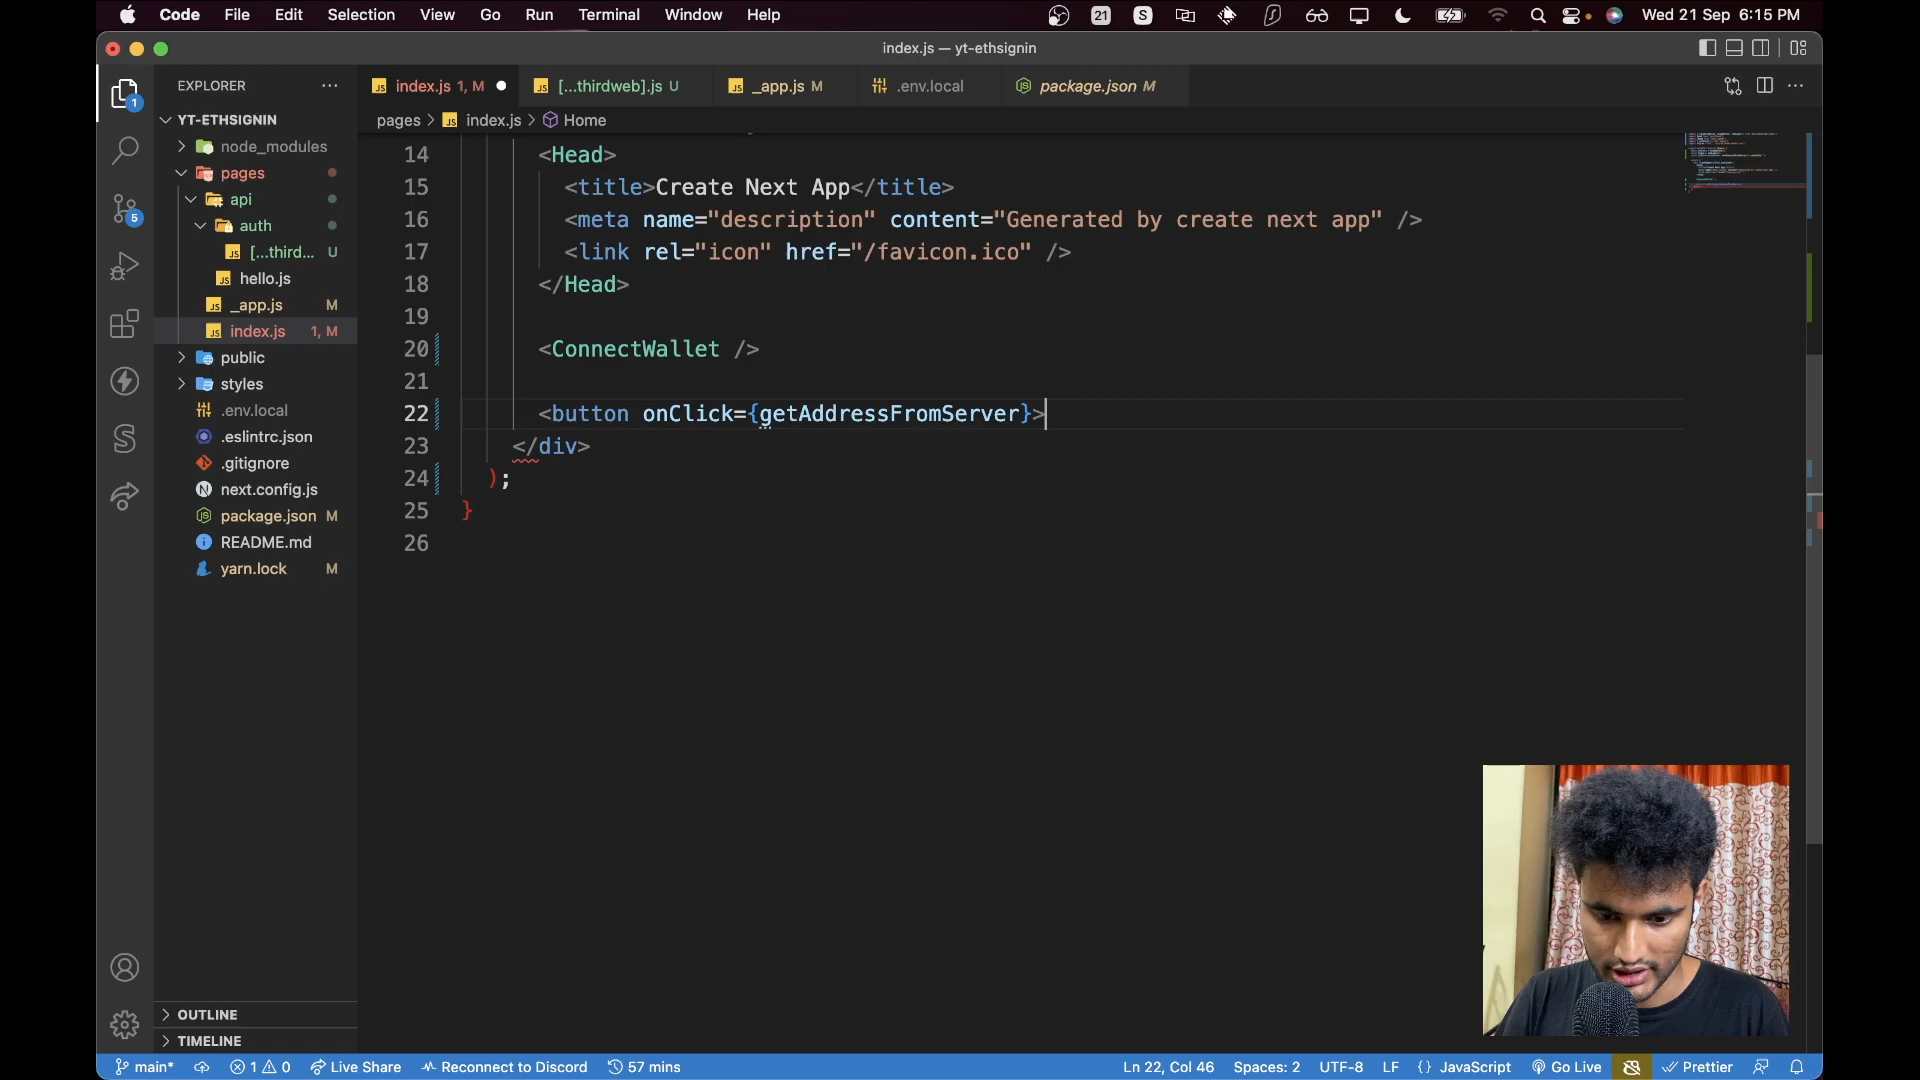 Code File Edit Selection View Go Run Terminal Window Help 21 S Wed 21 Sep 6:15 PM
index.js — yt-ethsignin
EXPLORER
index.js 1, M
[...thirdweb].js U
_app.js M
.env.local
package.json M
pages > index.js > Home
YT-ETHSIGNIN
node_modules
pages
api
auth
[...third... U
hello.js
_app.js M
index.js 1, M
public
styles
.env.local
.eslintrc.json
.gitignore
next.config.js
package.json M
README.md
yarn.lock M
OUTLINE
TIMELINE
1
5
14 <Head>
15 <title>Create Next App</title>
16 <meta name="description" content="Generated by create next app" />
17 <link rel="icon" href="/favicon.ico" />
18 </Head>
19
20 <ConnectWallet />
21
22 <button onClick={getAddressFromServer}>
23 </div>
24 );
25 }
26
main* 1 0 Live Share Reconnect to Discord 57 mins Ln 22, Col 46 Spaces: 2 UTF-8 LF {} JavaScript Go Live Prettier